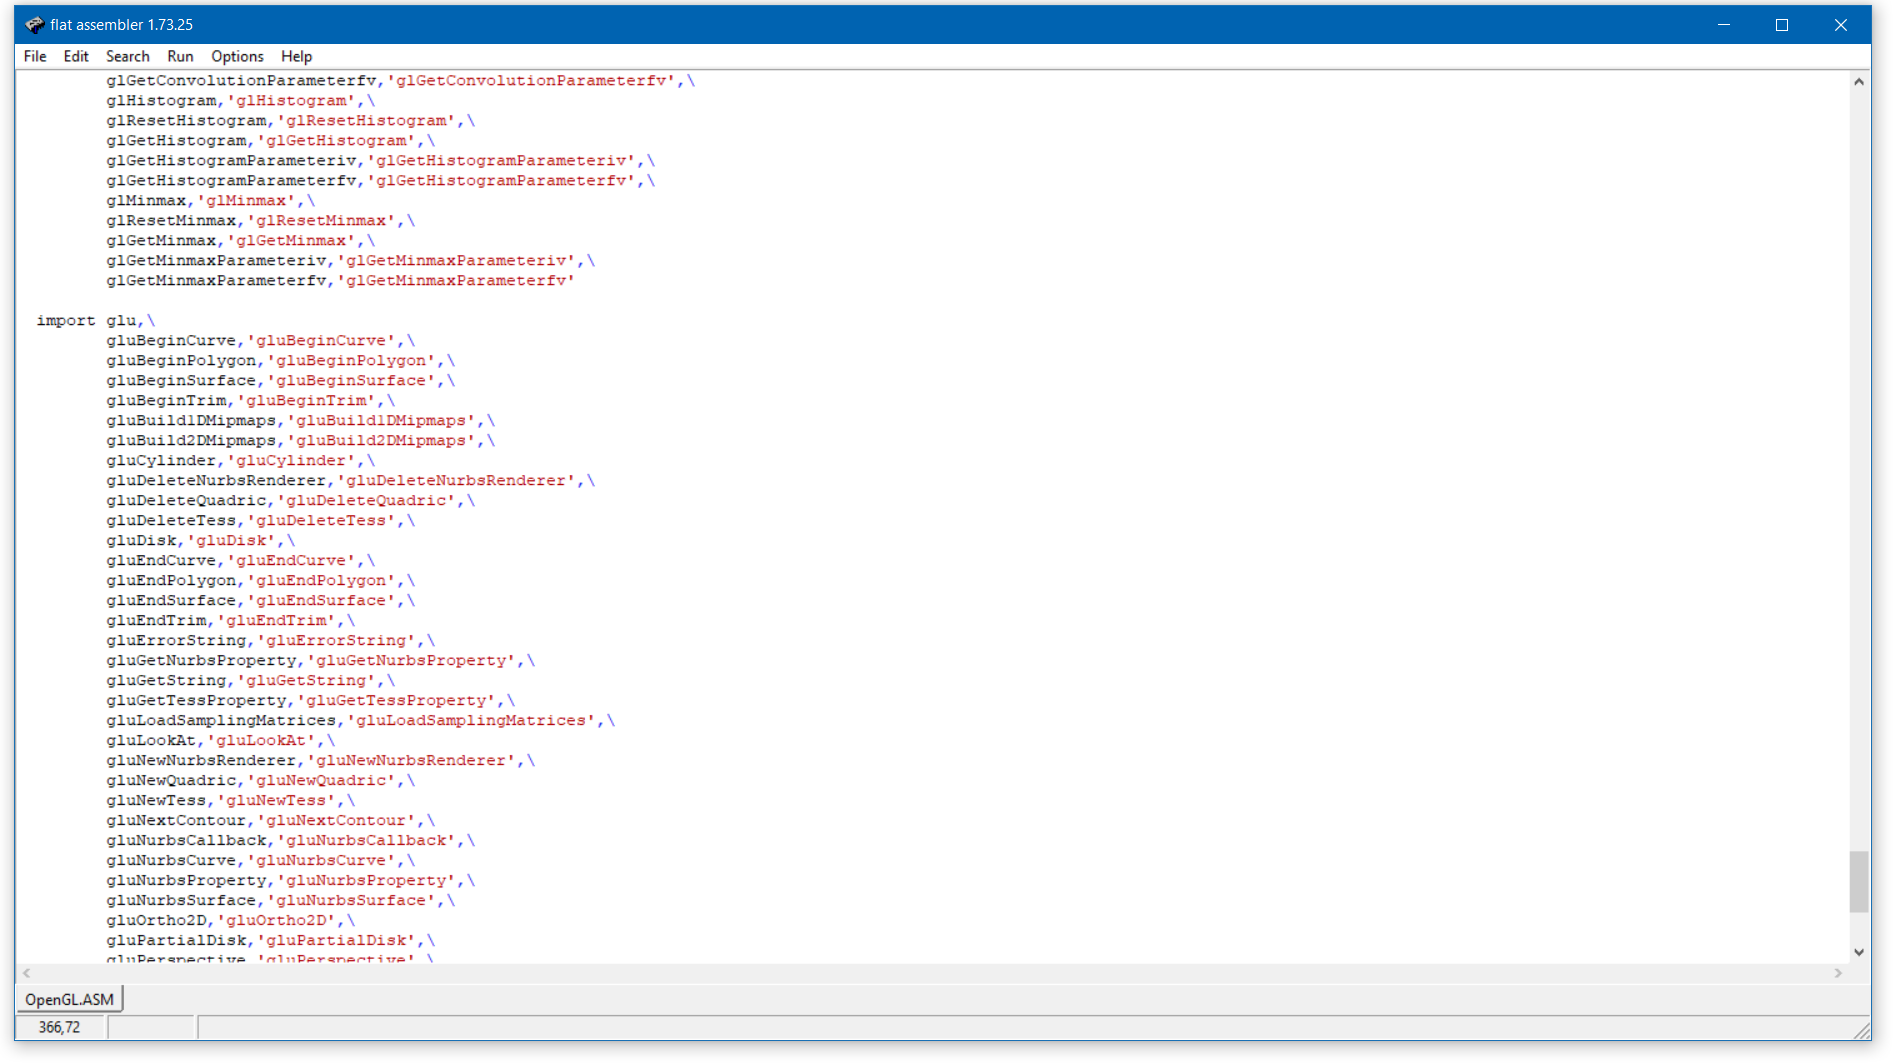 flat assembler 1.73.25
File Edit Search Run Options Help
glGetConvolutionParameterfv,'glGetConvolutionParameterfv',\
glHistogram,'glHistogram',\
glResetHistogram,'glResetHistogram',\
glGetHistogram,'glGetHistogram',\
glGetHistogramParameteriv,'glGetHistogramParameteriv',\
glGetHistogramParameterfv,'glGetHistogramParameterfv',\
glMinmax,'glMinmax',\
glResetMinmax,'glResetMinmax',\
glGetMinmax,'glGetMinmax',\
glGetMinmaxParameteriv,'glGetMinmaxParameteriv',\
glGetMinmaxParameterfv,'glGetMinmaxParameterfv'
import glu,\
gluBeginCurve,'gluBeginCurve',\
gluBeginPolygon,'gluBeginPolygon',\
gluBeginSurface,'gluBeginSurface',\
gluBeginTrim,'gluBeginTrim',\
gluBuild1DMipmaps,'gluBuild1DMipmaps',\
gluBuild2DMipmaps,'gluBuild2DMipmaps',\
gluCylinder,'gluCylinder',\
gluDeleteNurbsRenderer,'gluDeleteNurbsRenderer',\
gluDeleteQuadric,'gluDeleteQuadric',\
gluDeleteTess,'gluDeleteTess',\
gluDisk,'gluDisk',\
gluEndCurve,'gluEndCurve',\
gluEndPolygon,'gluEndPolygon',\
gluEndSurface,'gluEndSurface',\
gluEndTrim,'gluEndTrim',\
gluErrorString,'gluErrorString',\
gluGetNurbsProperty,'gluGetNurbsProperty',\
gluGetString,'gluGetString',\
gluGetTessProperty,'gluGetTessProperty',\
gluLoadSamplingMatrices,'gluLoadSamplingMatrices',\
gluLookAt,'gluLookAt',\
gluNewNurbsRenderer,'gluNewNurbsRenderer',\
gluNewQuadric,'gluNewQuadric',\
gluNewTess,'gluNewTess',\
gluNextContour,'gluNextContour',\
gluNurbsCallback,'gluNurbsCallback',\
gluNurbsCurve,'gluNurbsCurve',\
gluNurbsProperty,'gluNurbsProperty',\
gluNurbsSurface,'gluNurbsSurface',\
gluOrtho2D,'gluOrtho2D',\
gluPartialDisk,'gluPartialDisk',\
gluPerspective,'gluPerspective',\
OpenGL.ASM
366,72